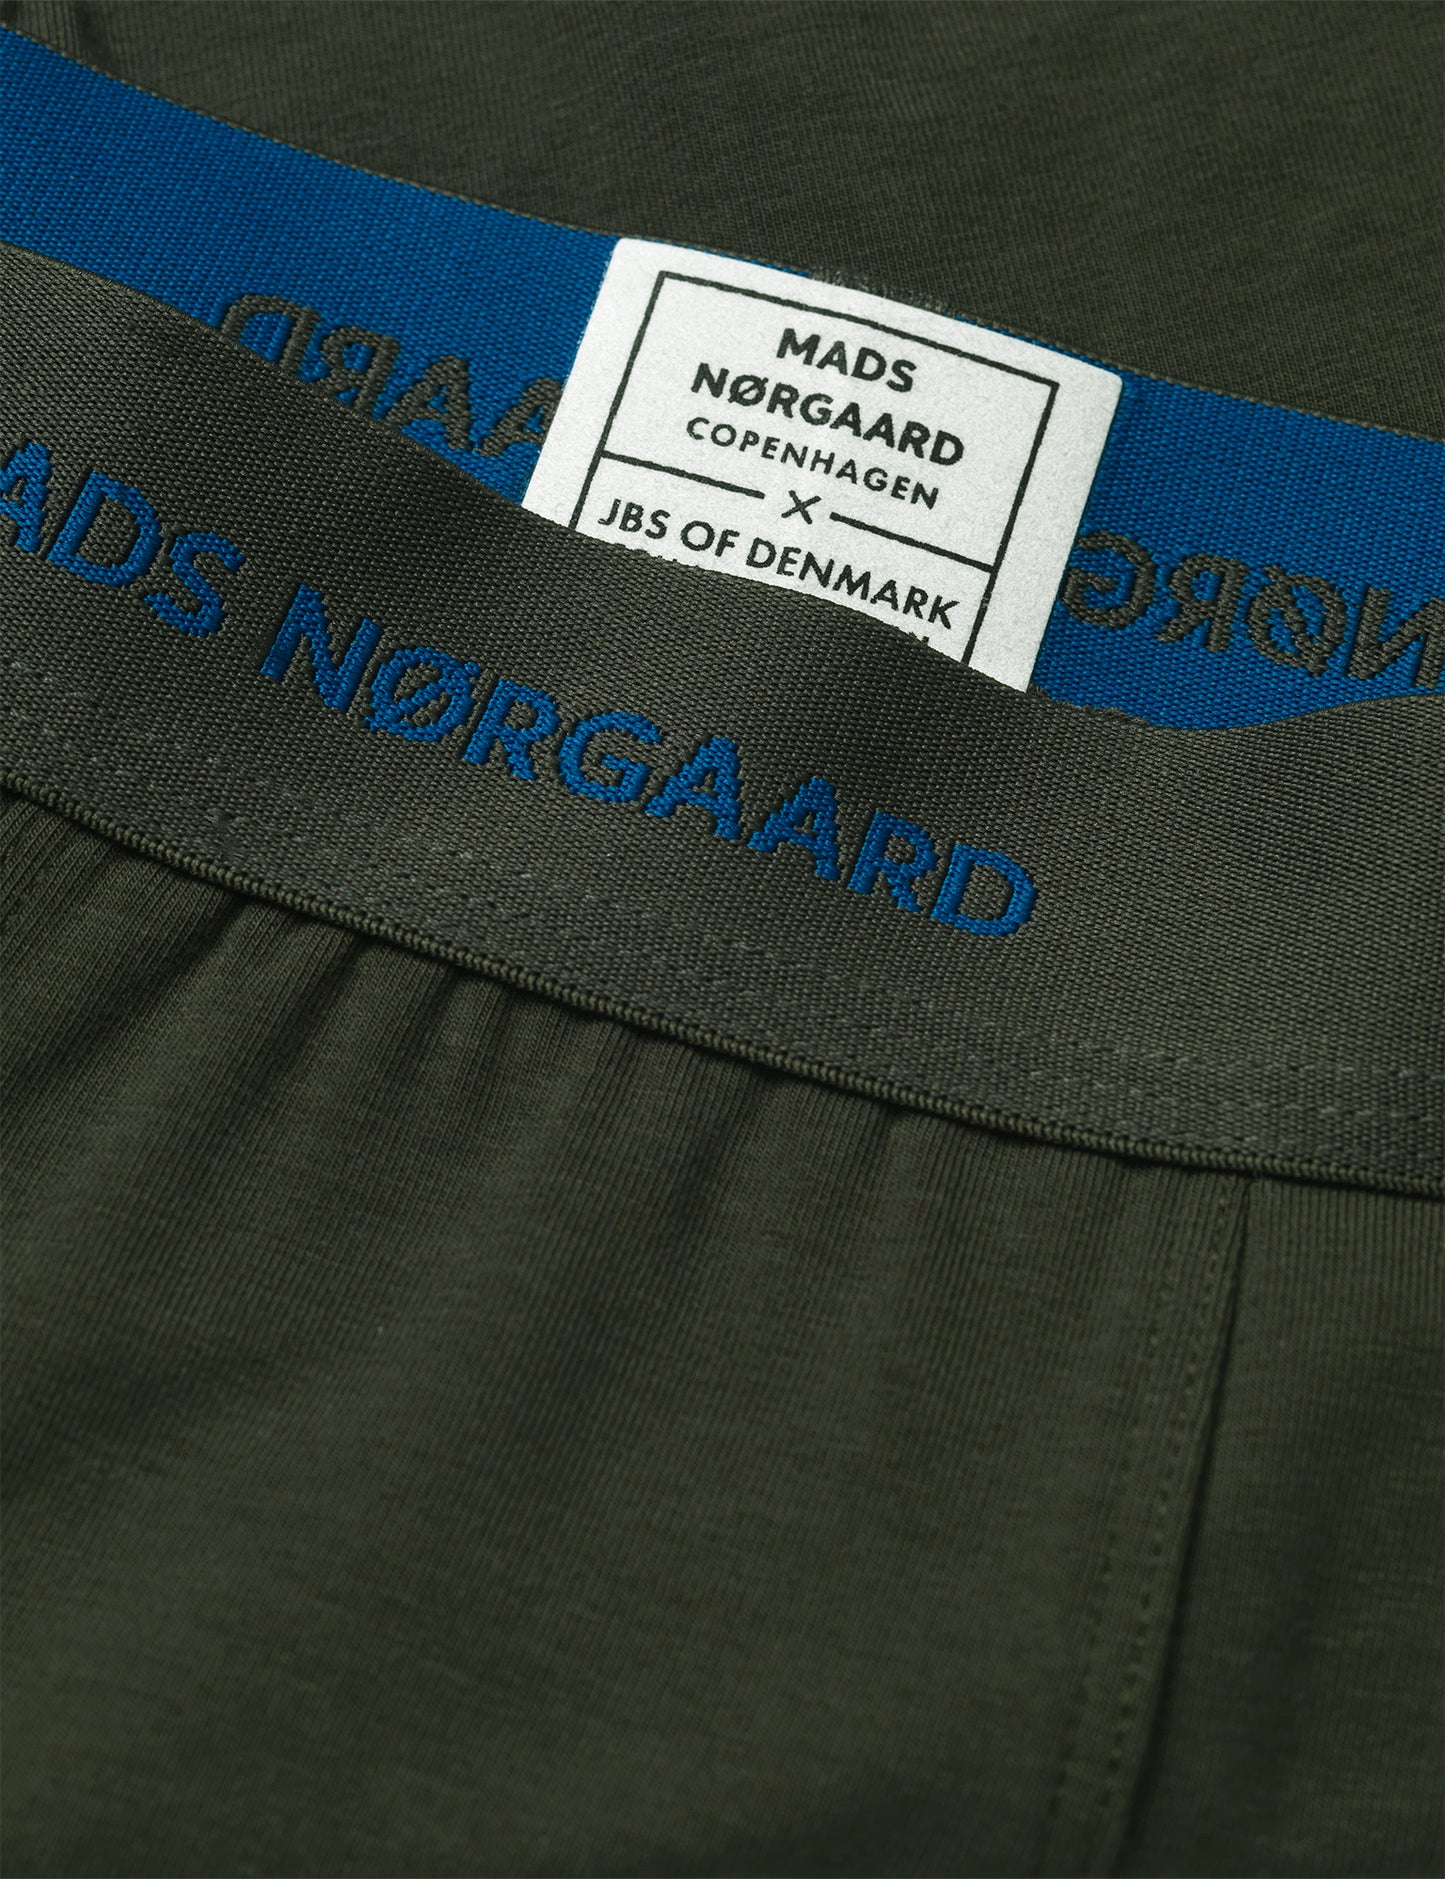 MADS
NØRGAARD
COPENHAGEN
X
JBS OF DENMARK
ADS NØRGAARD